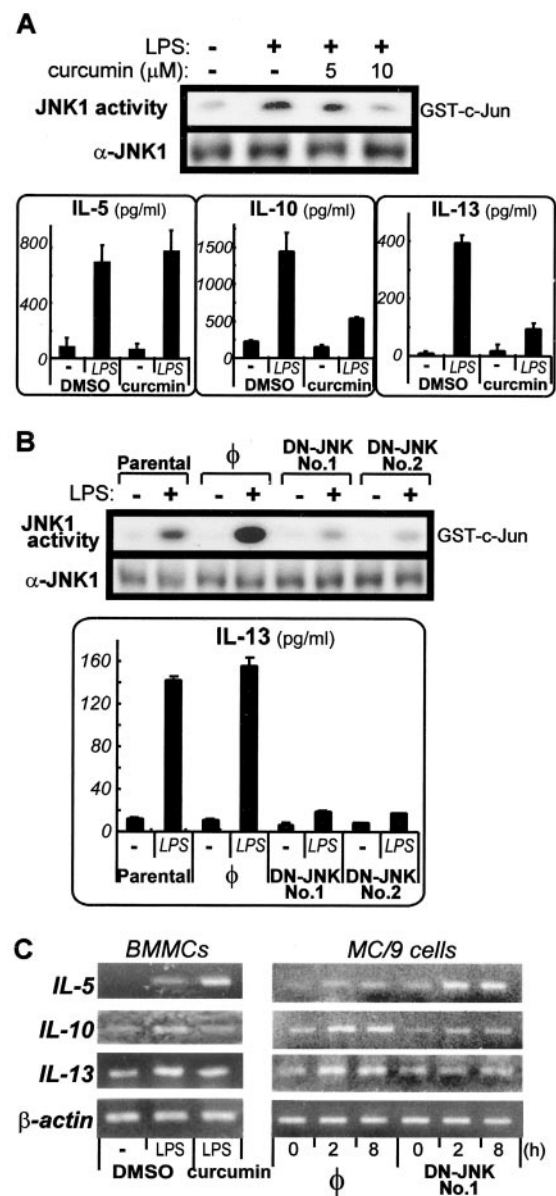 A
LPS: - + + +
curcumin (μM): - - 5 10
JNK1 activity
GST-c-Jun
α-JNK1
IL-5 (pg/ml)
800
400
0
- LPS - LPS
DMSO curcmin
IL-10 (pg/ml)
1500
1000
500
0
- LPS - LPS
DMSO curcmin
IL-13 (pg/ml)
400
200
0
- LPS - LPS
DMSO curcmin
B
Parental ϕ DN-JNK No.1 DN-JNK No.2
LPS: - + - + - + - +
JNK1 activity
GST-c-Jun
α-JNK1
IL-13 (pg/ml)
160
120
80
40
0
- LPS - LPS - LPS - LPS
Parental ϕ DN-JNK No.1 DN-JNK No.2
C
BMMCs MC/9 cells
IL-5
IL-10
IL-13
β-actin
- LPS LPS
DMSO curcumin
0 2 8 0 2 8 (h)
ϕ DN-JNK No.1